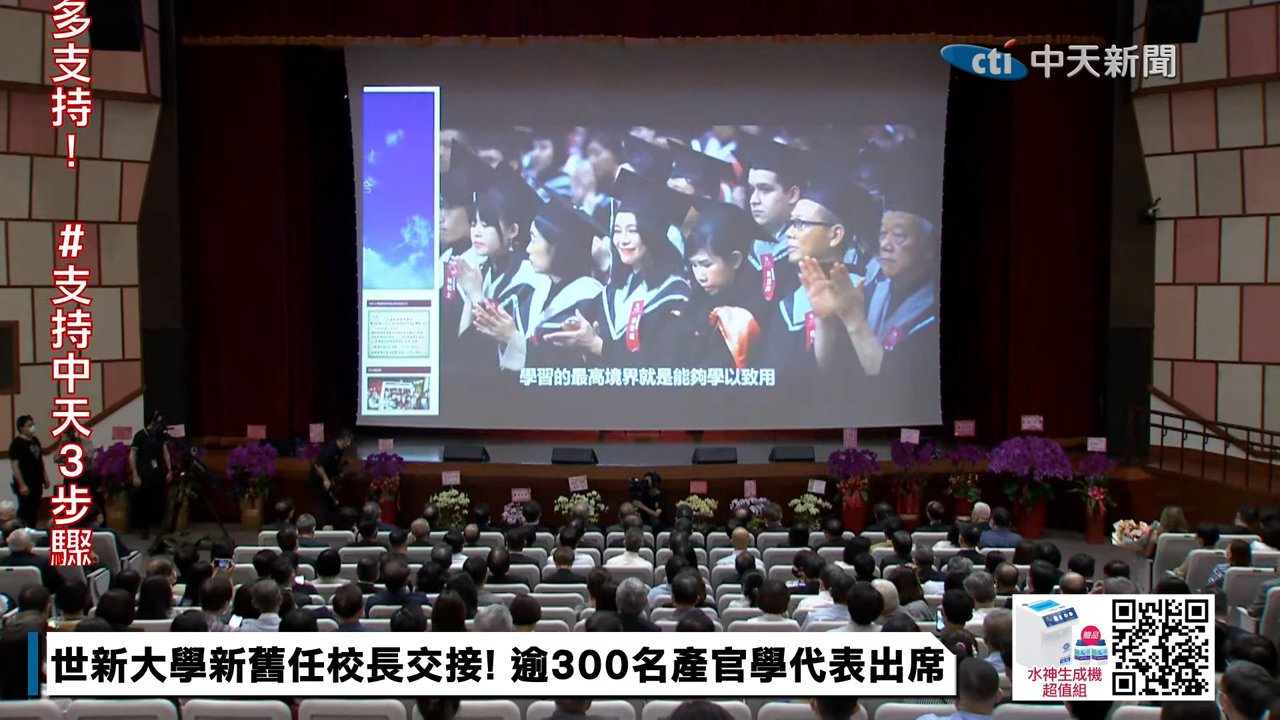 多支持! #支持中天3步驟
cti 中天新聞
學習的最高境界就是能夠學以致用
世新大學新舊任校長交接! 逾300名產官學代表出席
贈品
水神生成機
超值組